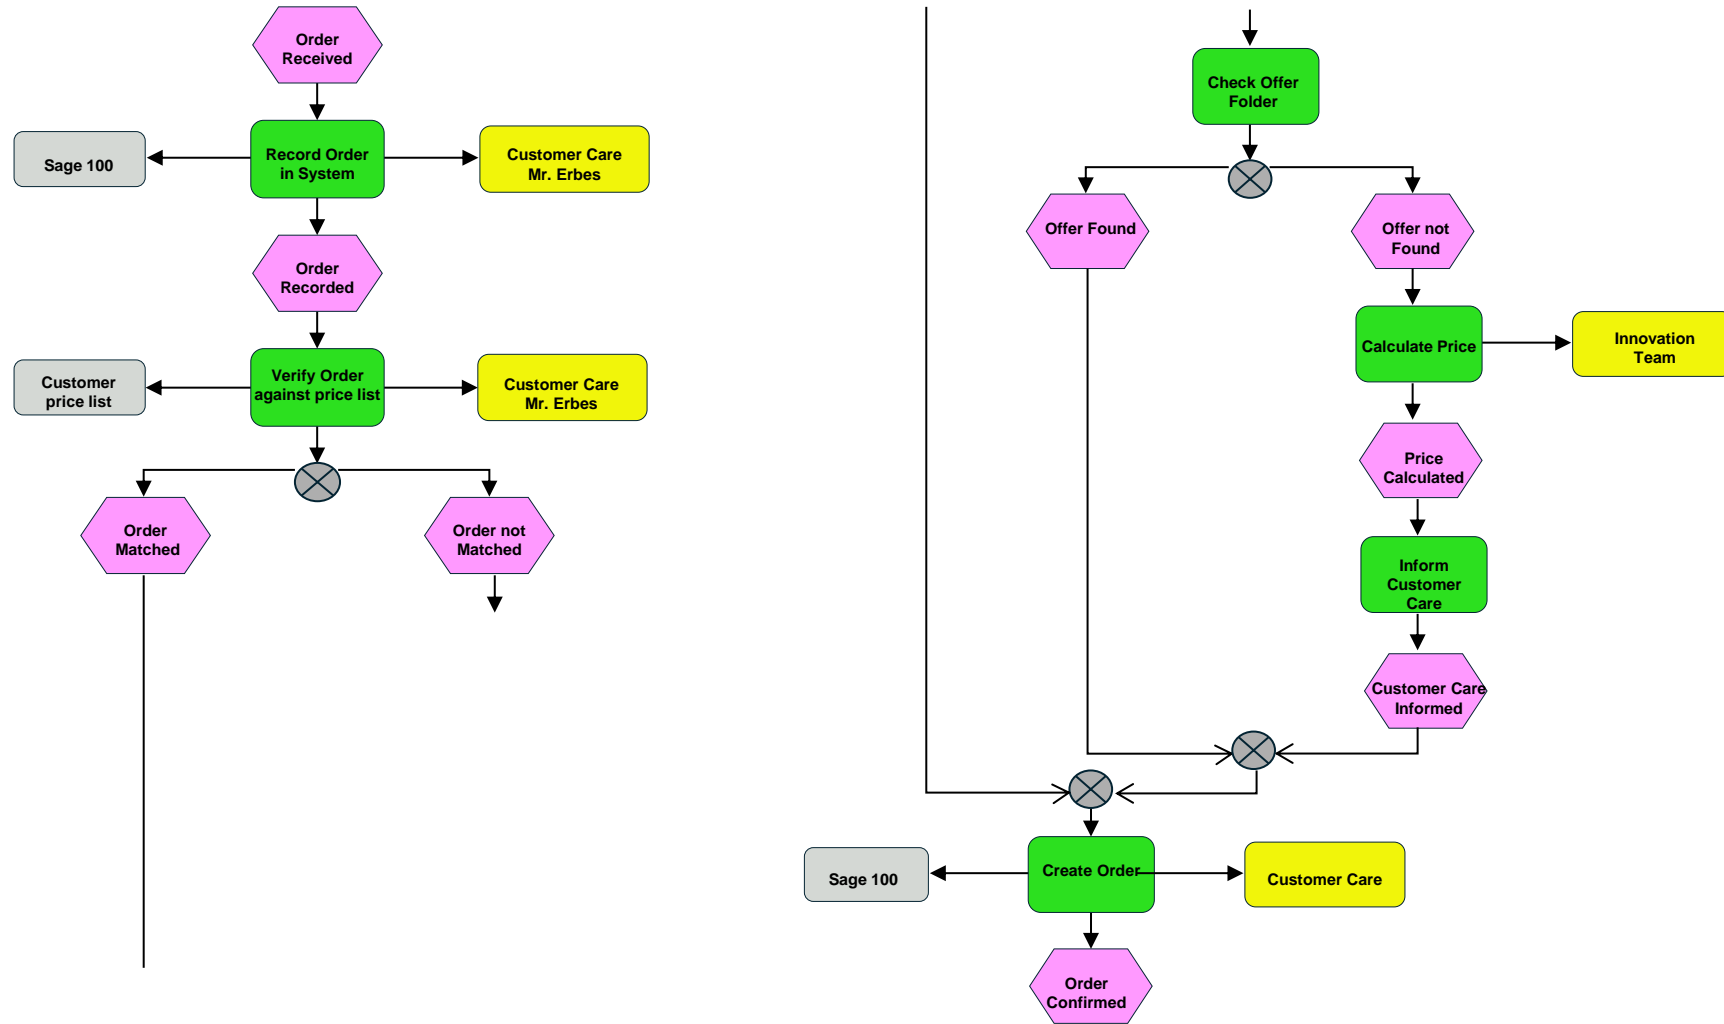 Order
Received
Sage 100
Record Order
in System
Customer Care
Mr. Erbes
Order
Recorded
Customer
price list
Verify Order
against price list
Customer Care
Mr. Erbes
Order
Matched
Order not
Matched
Check Offer
Folder
Offer Found
Offer not
Found
Calculate Price
Innovation
Team
Price
Calculated
Inform
Customer
Care
Customer Care
Informed
Sage 100
Create Order
Customer Care
Order
Confirmed